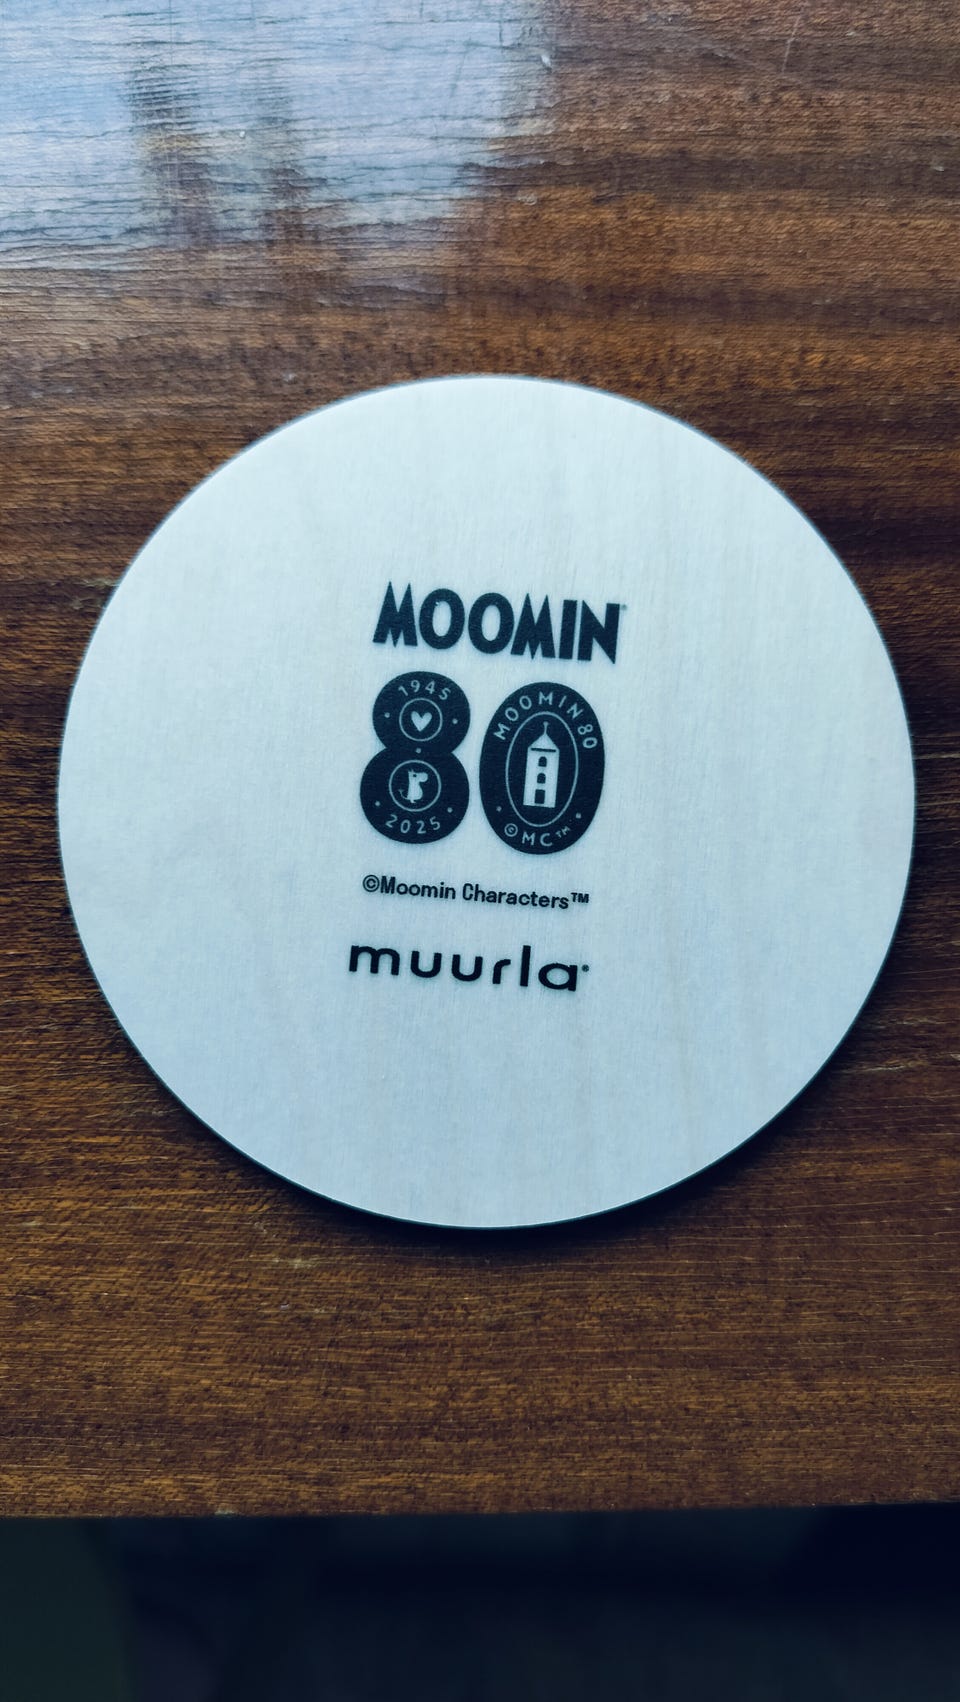 MOOMIN®
1945
2025
MOOMIN 80
©MC™
©Moomin Characters™
muurla®